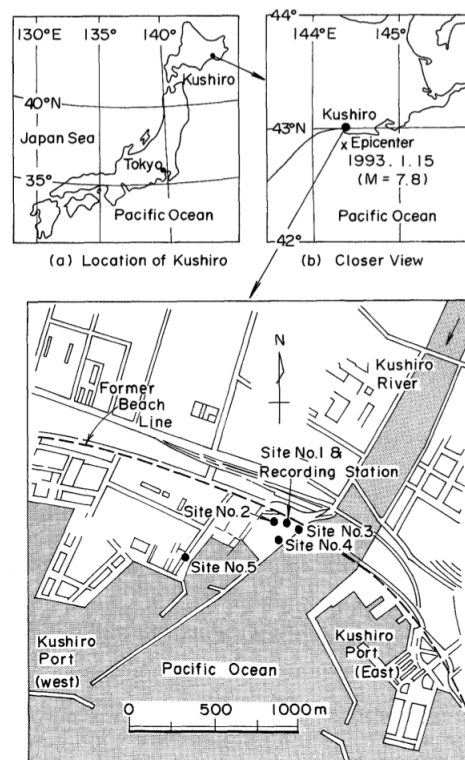 130°E 140°
Kushiro
40°N
Japan Sea
Tokyo
35°
Pacific Ocean
(a) Location of Kushiro
44°
144°E 145°
Kushiro
43°N
Epicenter
1993. 1. 15
(M = 7.8)
Pacific Ocean
42°
(b) Closer View
N
Kushiro
River
Former
Beach
Line
Site No.1 &
Recording Station
Site No.2
Site No.3
Site No.4
Site No.5
Kushiro
Port
(west)
Pacific Ocean
Kushiro
Port
(East)
0 500 1000m